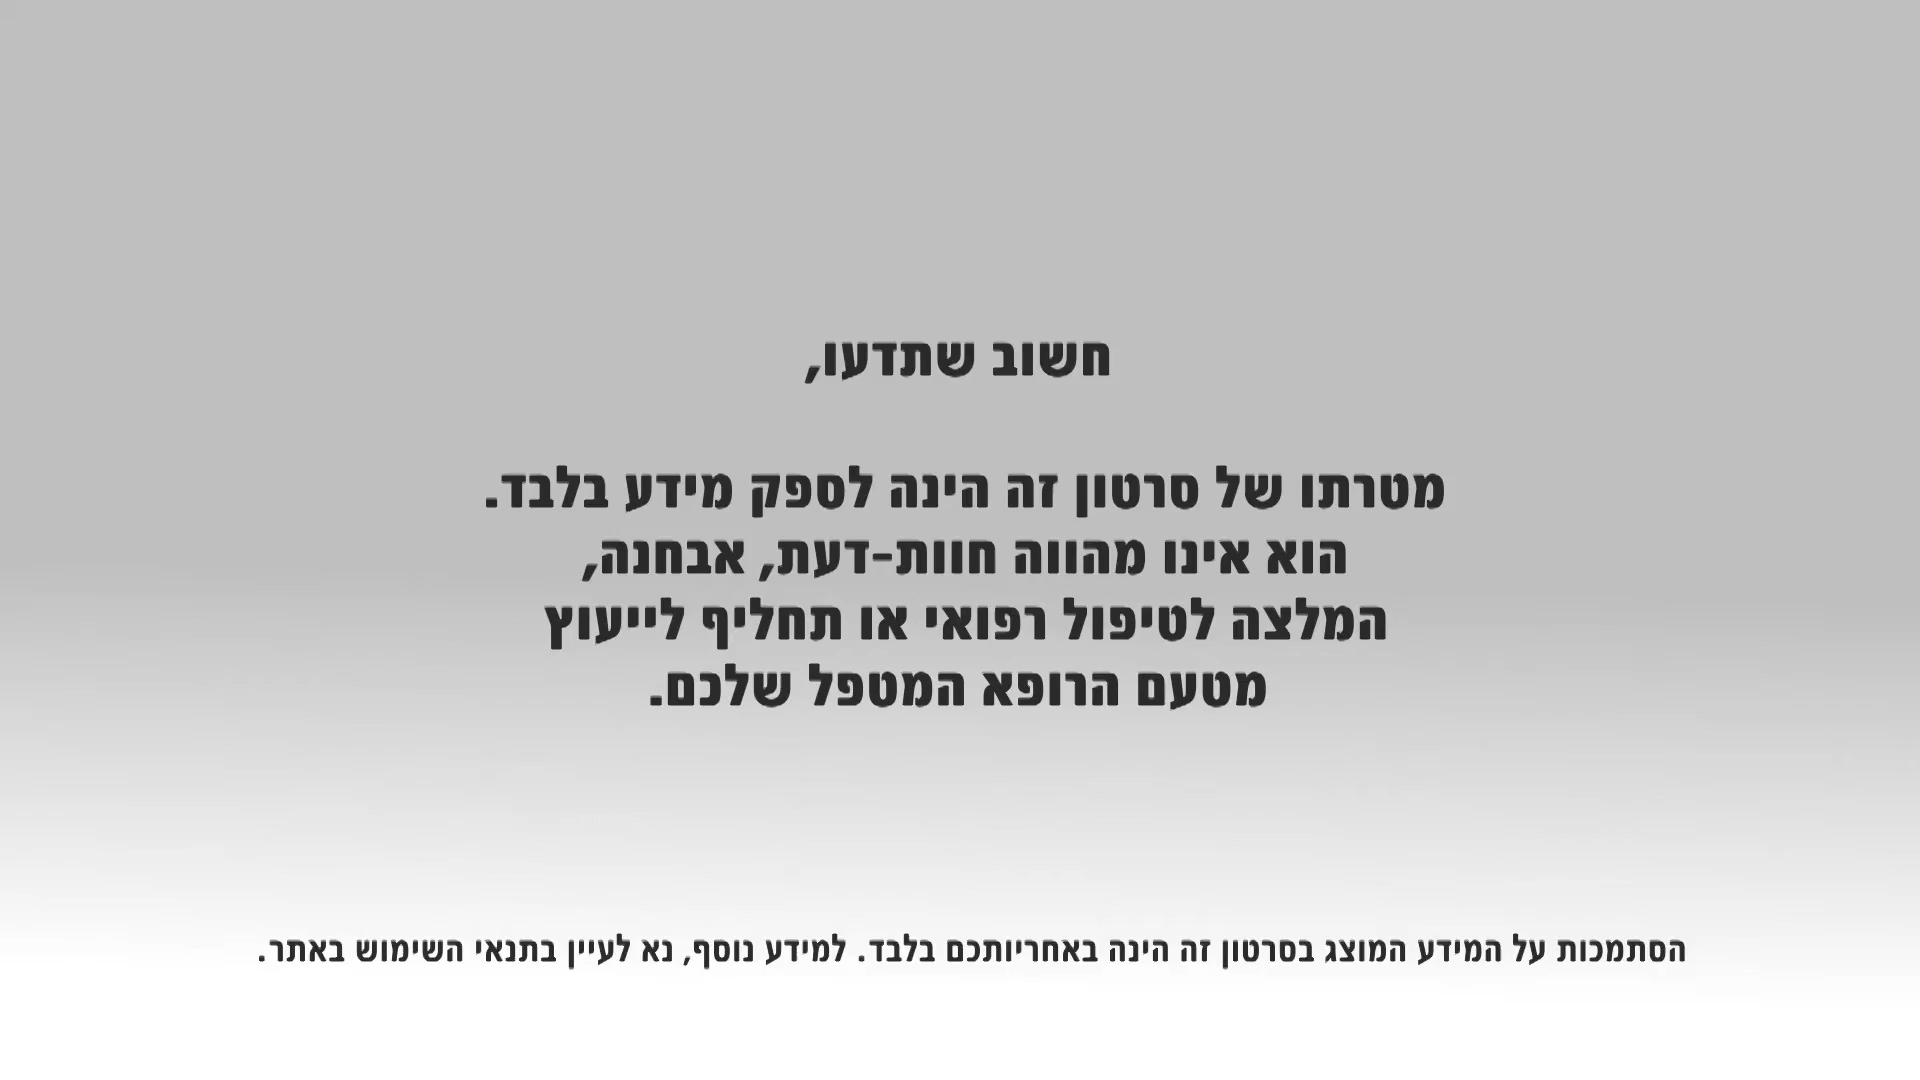 חשוב שתדעו,
מטרתו של סרטון זה הינה לספק מידע בלבד.
הוא אינו מהווה חוות-דעת, אבחנה,
המלצה לטיפול רפואי או תחליף לייעוץ
מטעם הרופא המטפל שלכם.
הסתמכות על המידע המוצג בסרטון זה הינה באחריותכם בלבד. למידע נוסף, נא לעיין בתנאי השימוש באתר.